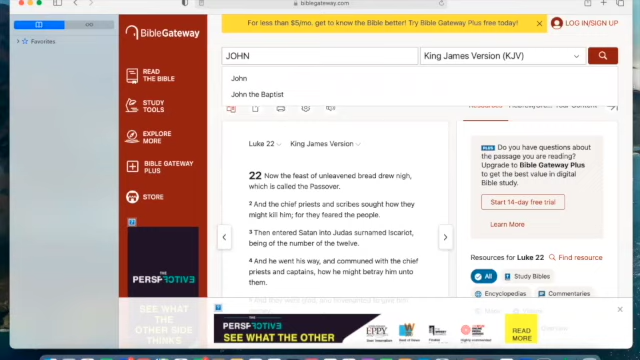 biblegateway.com
Favorites
BibleGateway
READ
THE BIBLE
STUDY
TOOLS
EXPLORE
MORE
BIBLE GATEWAY
PLUS
STORE
THE
SEE WHAT
THE OTHER
SIDE THINKS
For less than $5/mo. get to know the Bible better! Try Bible Gateway Plus free today!
LOG IN/SIGN UP
JOHN
King James Version (KJV)
John
John the Baptist
Luke 22
King James Version
22 Now the feast of unleavened bread drew nigh,
which is called the Passover.
2 And the chief priests and scribes sought how they
might kill him; for they feared the people.
3 Then entered Satan into Judas surnamed Iscariot,
being of the number of the twelve.
4 And he went his way, and communed with the chief
priests and captains, how he might betray him unto
them.
PLUS Do you have questions about
the passage you are reading?
Upgrade to Bible Gateway Plus
to get the best value in digital
Bible study.
Start 14-day free trial
Learn More
Resources for Luke 22
Find resource
All
Study Bibles
Encyclopedias
Commentaries
THE
SEE WHAT THE OTHER
EPPY
READ
MORE